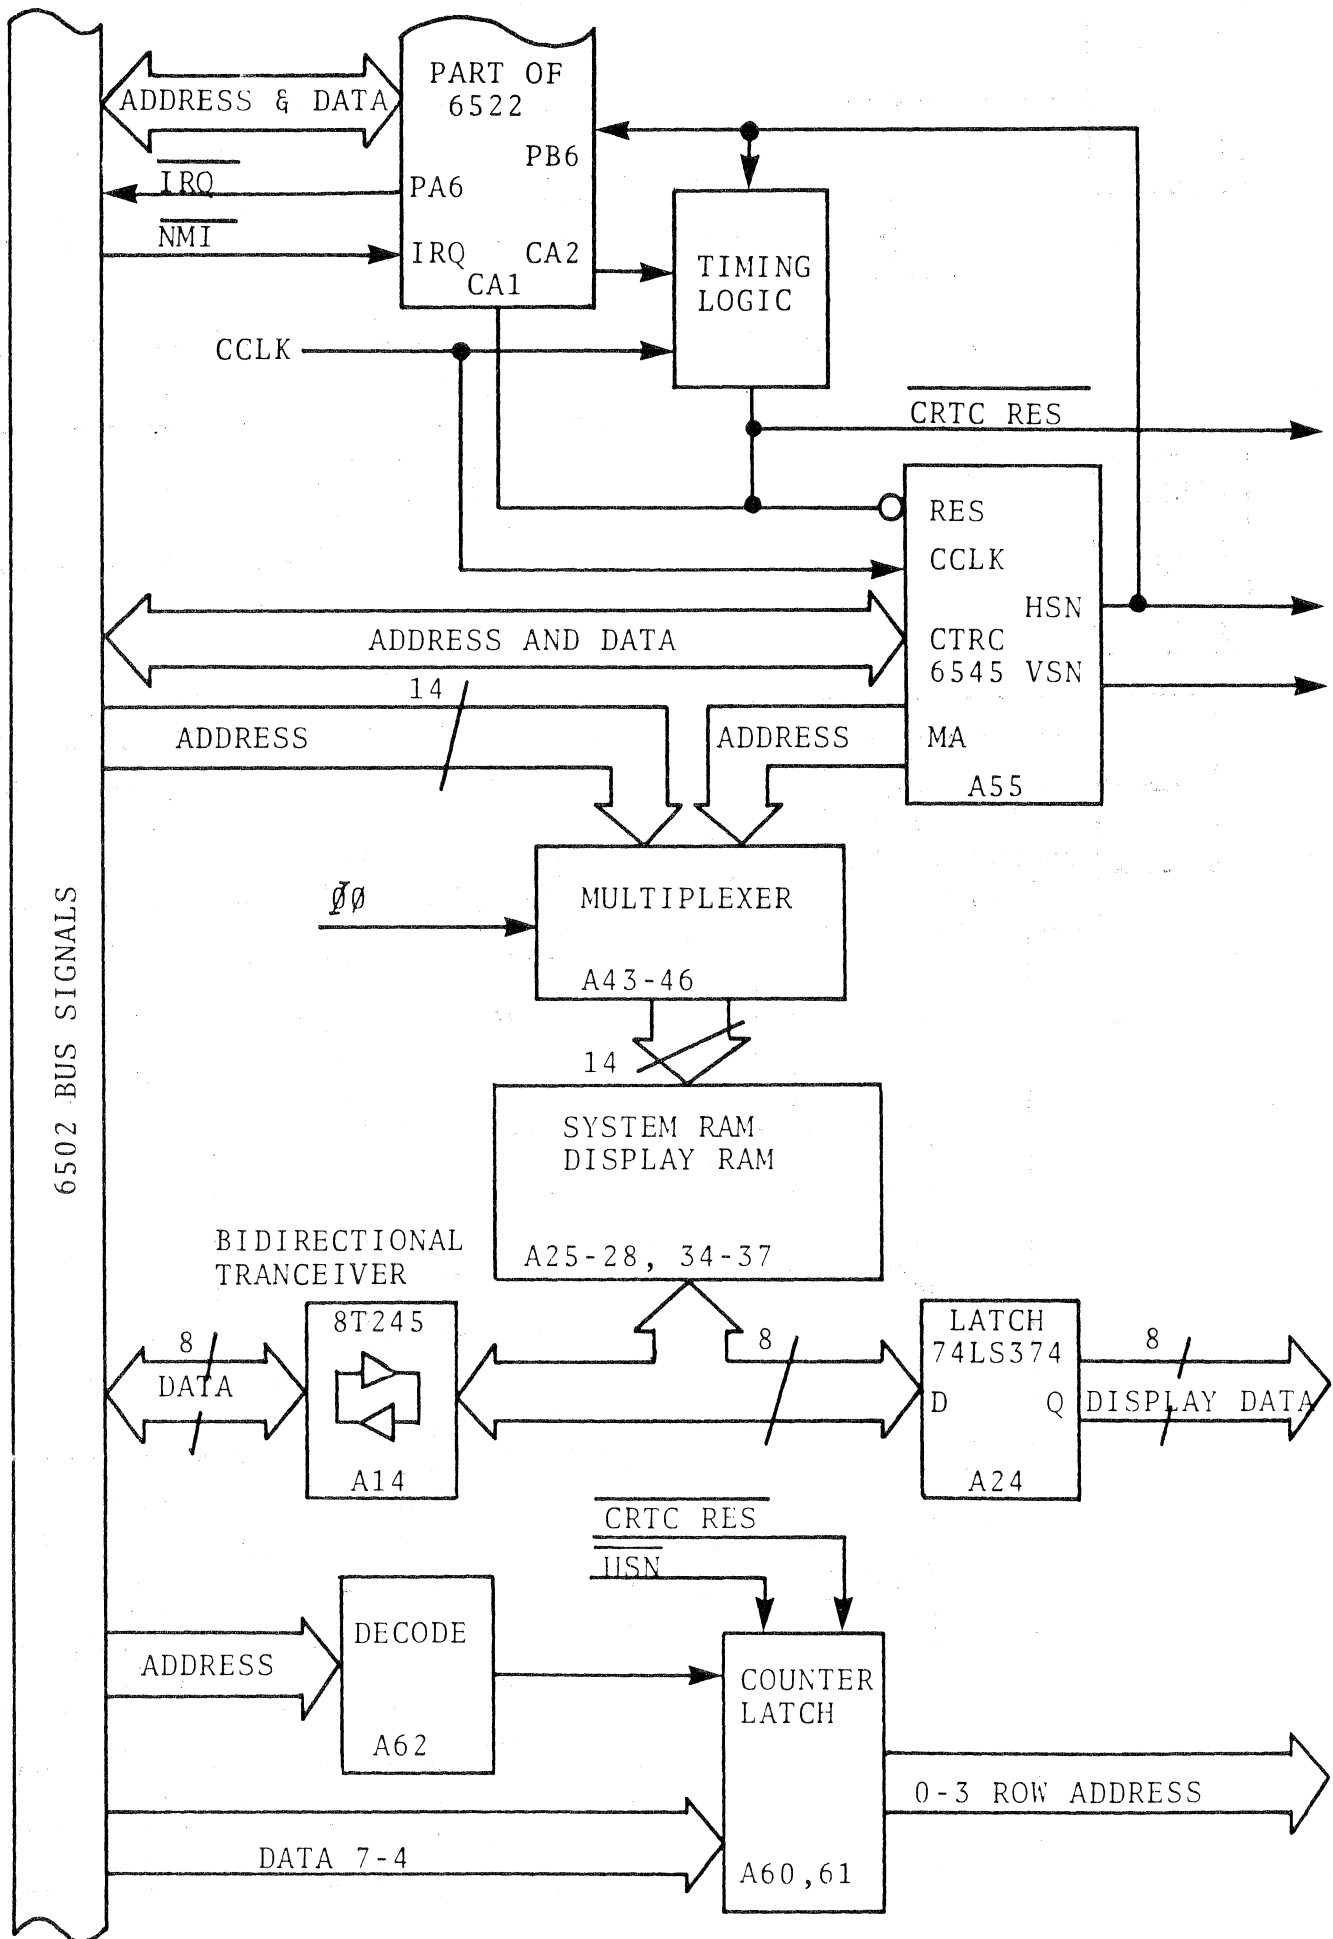 PART OF
6522
ADDRESS & DATA
PB6
IRQ
PA6
NMI
IRQ
CA2
CA1
TIMING
LOGIC
CCLK
CRTC RES
RES
CCLK
HSN
ADDRESS AND DATA
CTRC
6545 VSN
14
ADDRESS
ADDRESS
MA
A55
MULTIPLEXER
A43-46
14
6502 BUS SIGNALS
SYSTEM RAM
DISPLAY RAM
A25-28, 34-37
BIDIRECTIONAL
TRANCEIVER
8T245
8
DATA
A14
8
LATCH
74LS374
D Q
A24
8
DISPLAY DATA
CRTC RES
HSN
DECODE
ADDRESS
A62
COUNTER
LATCH
0-3 ROW ADDRESS
DATA 7-4
A60,61